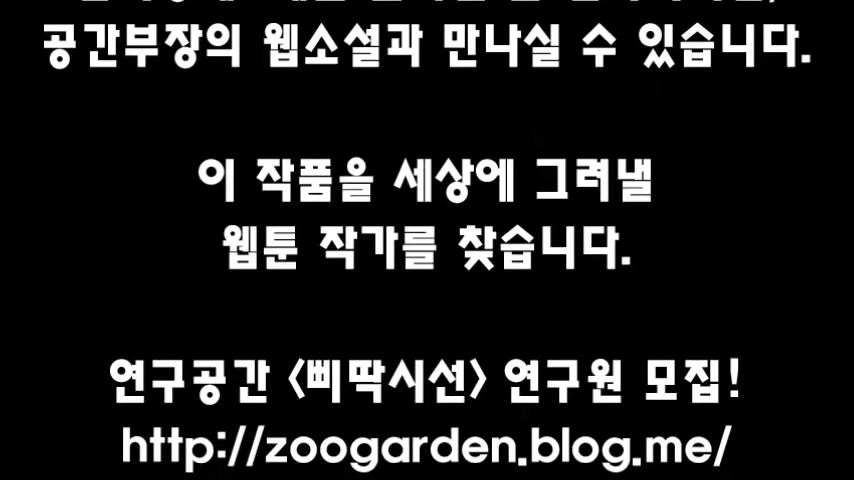 공간부장의 웹소설과 만나실 수 있습니다.
이 작품을 세상에 그려낼
웹툰 작가를 찾습니다.
연구공간 <삐딱시선> 연구원 모집!
http://zoogarden.blog.me/